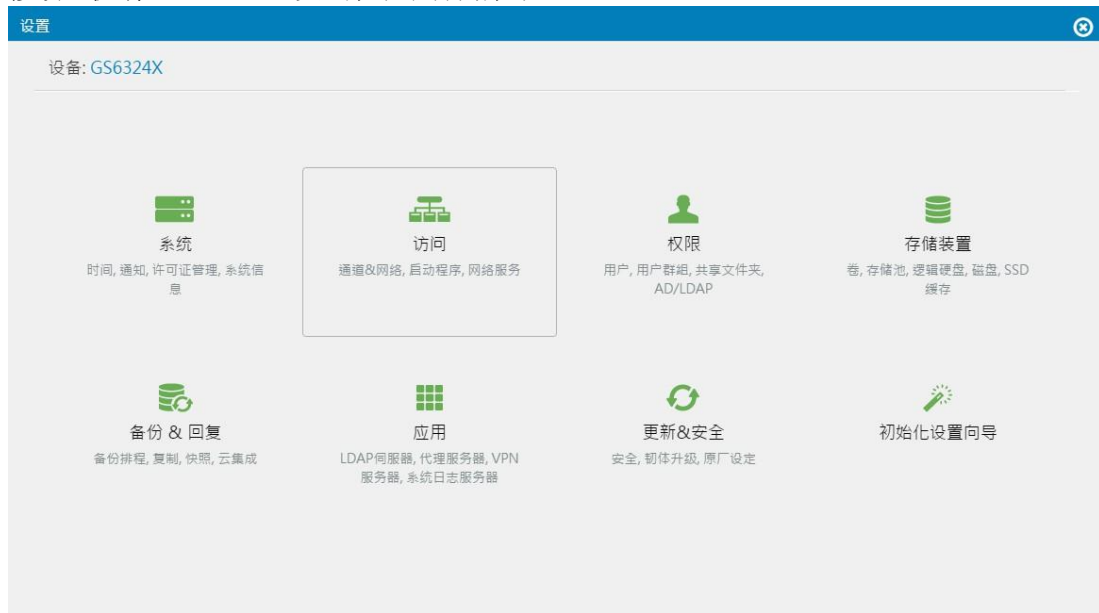 设置
设备: GS6324X
系统
时间, 通知, 许可证管理, 系统信
息
访问
通道&网络, 启动程序, 网络服务
权限
用户, 用户群組, 共享文件夹,
AD/LDAP
存储装置
卷, 存储池, 逻辑硬盘, 磁盘, SSD
缓存
备份 & 回复
备份排程, 复制, 快照, 云集成
应用
LDAP伺服器, 代理服务器, VPN
服务器, 系统日志服务器
更新&安全
安全, 韧体升级, 原厂设定
初始化设置向导